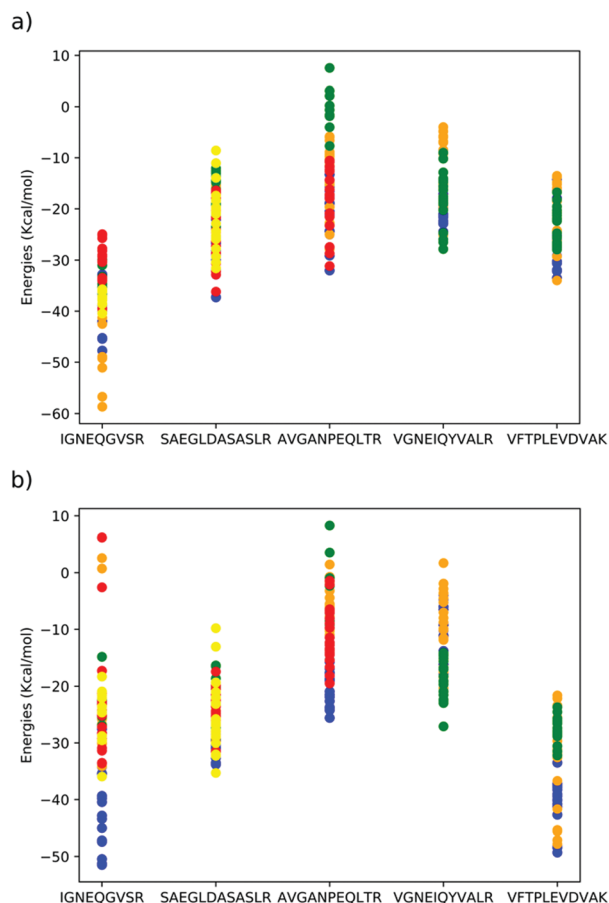 a)
10
0
−10
−20
−30
−40
−50
−60
Energies (Kcal/mol)
IGNEQGVSR SAEGLDASASLR AVGANPEQLTR VGNEIQYVALR VFTPLEVDVAK
b)
10
0
−10
−20
−30
−40
−50
Energies (Kcal/mol)
IGNEQGVSR SAEGLDASASLR AVGANPEQLTR VGNEIQYVALR VFTPLEVDVAK